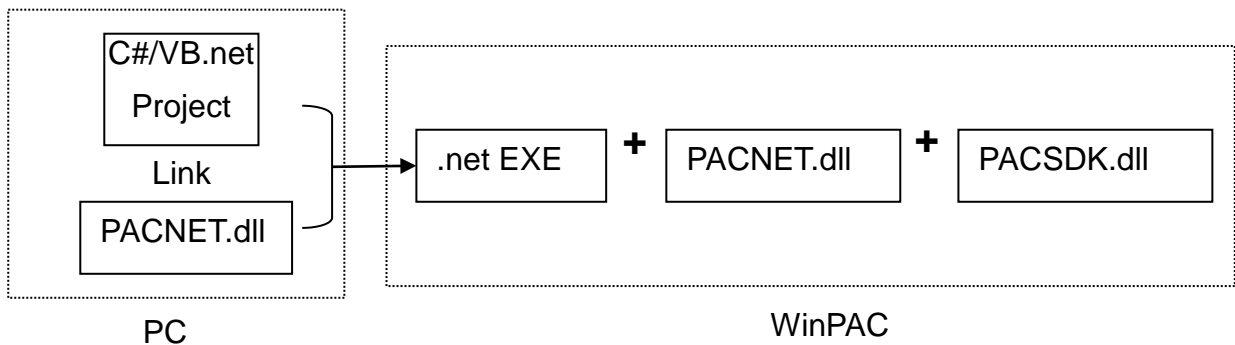 C#/VB.net
Project
Link
PACNET.dll
.net EXE
+
PACNET.dll
+
PACSDK.dll
PC
WinPAC